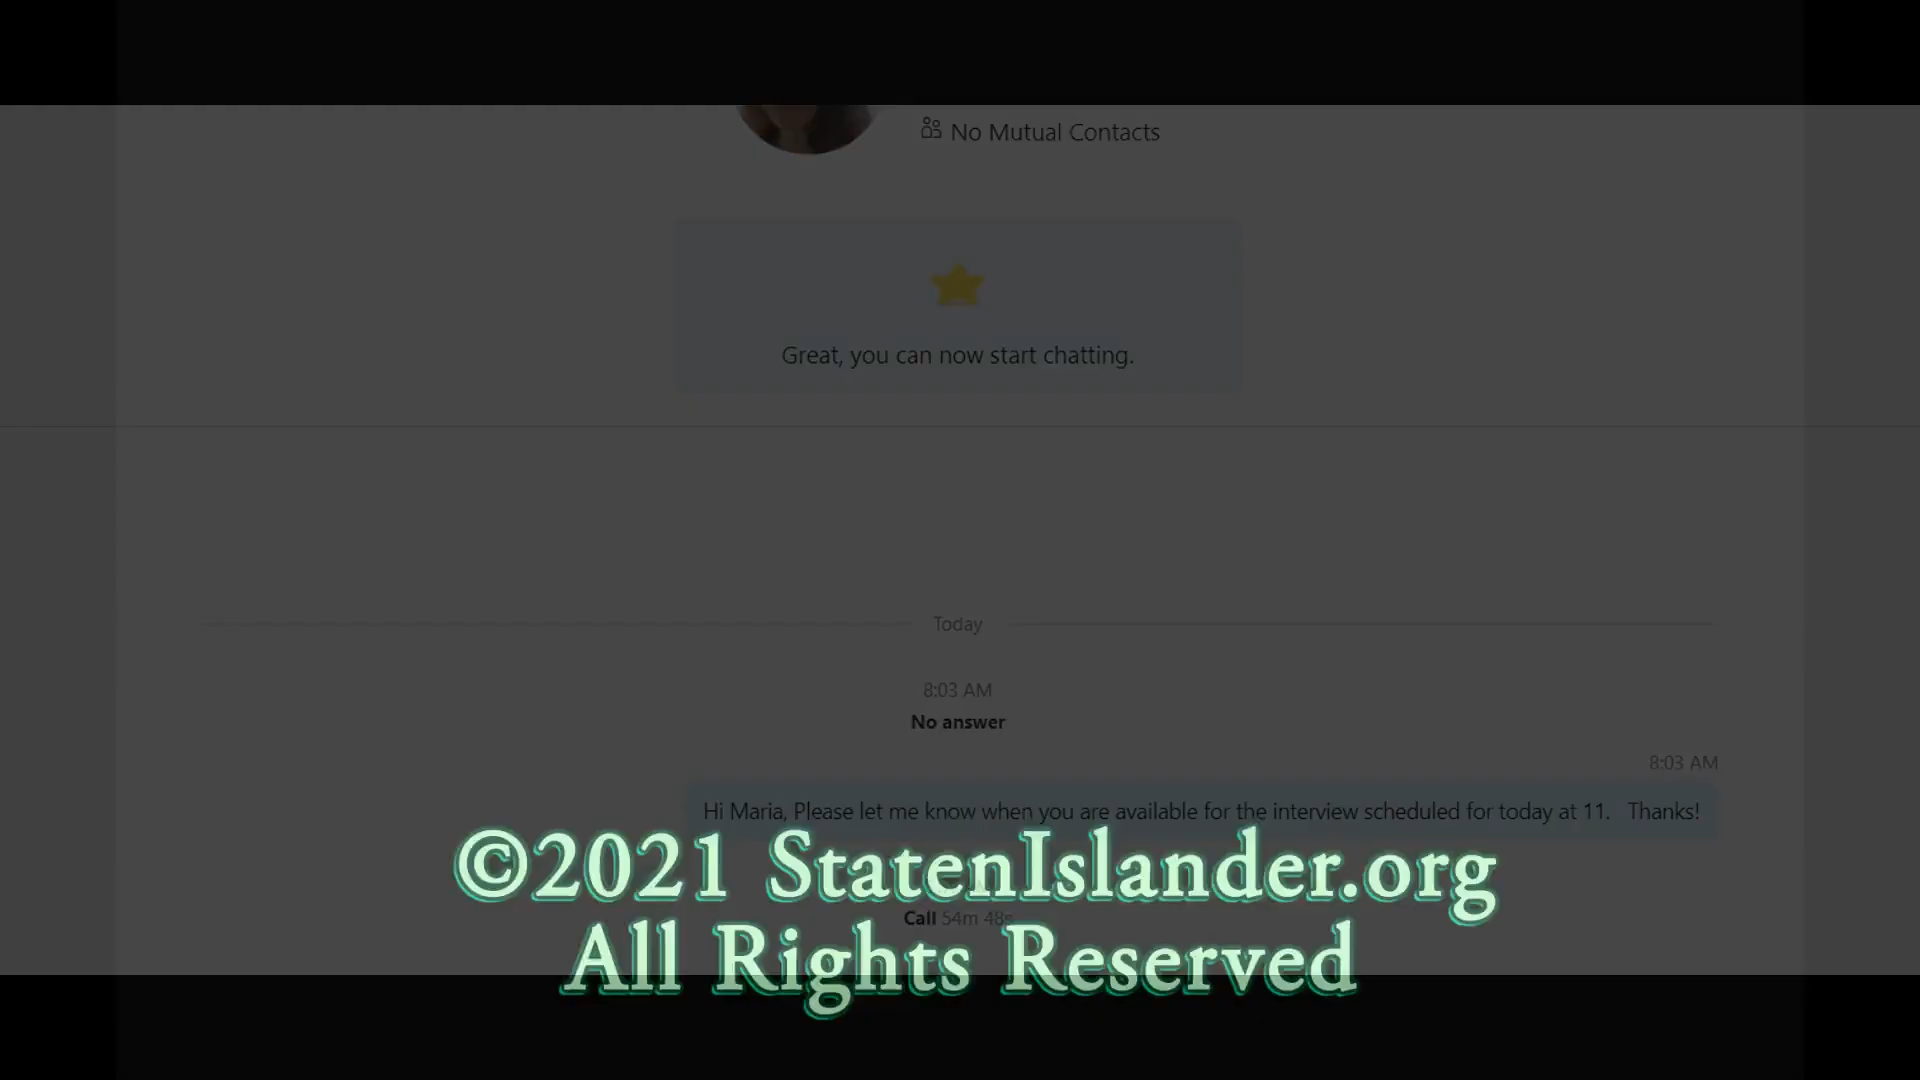 No Mutual Contacts
Great, you can now start chatting.
Today
8:03 AM
No answer
8:03 AM
Hi Maria, Please let me know when you are available for the interview scheduled for today at 11. Thanks!
©2021 StatenIslander.org
Call 54m 48s
All Rights Reserved